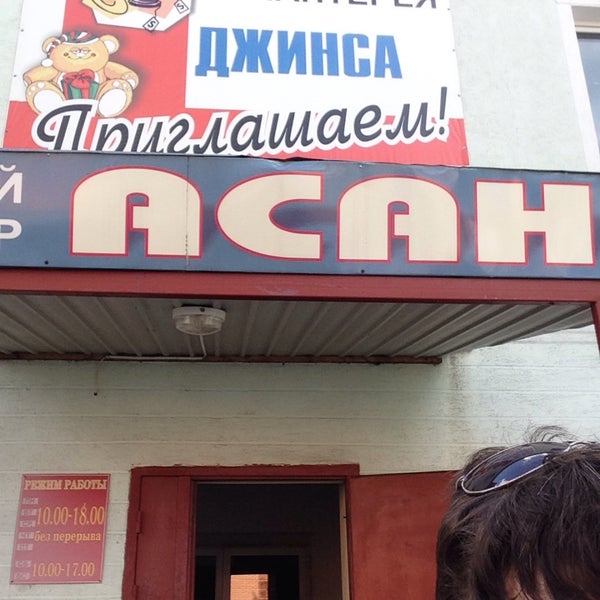 ДЖИНСА
Приглашаем!
АСАН
РЕЖИМ РАБОТЫ
10.00-18.00
без перерыва
10.00-17.00